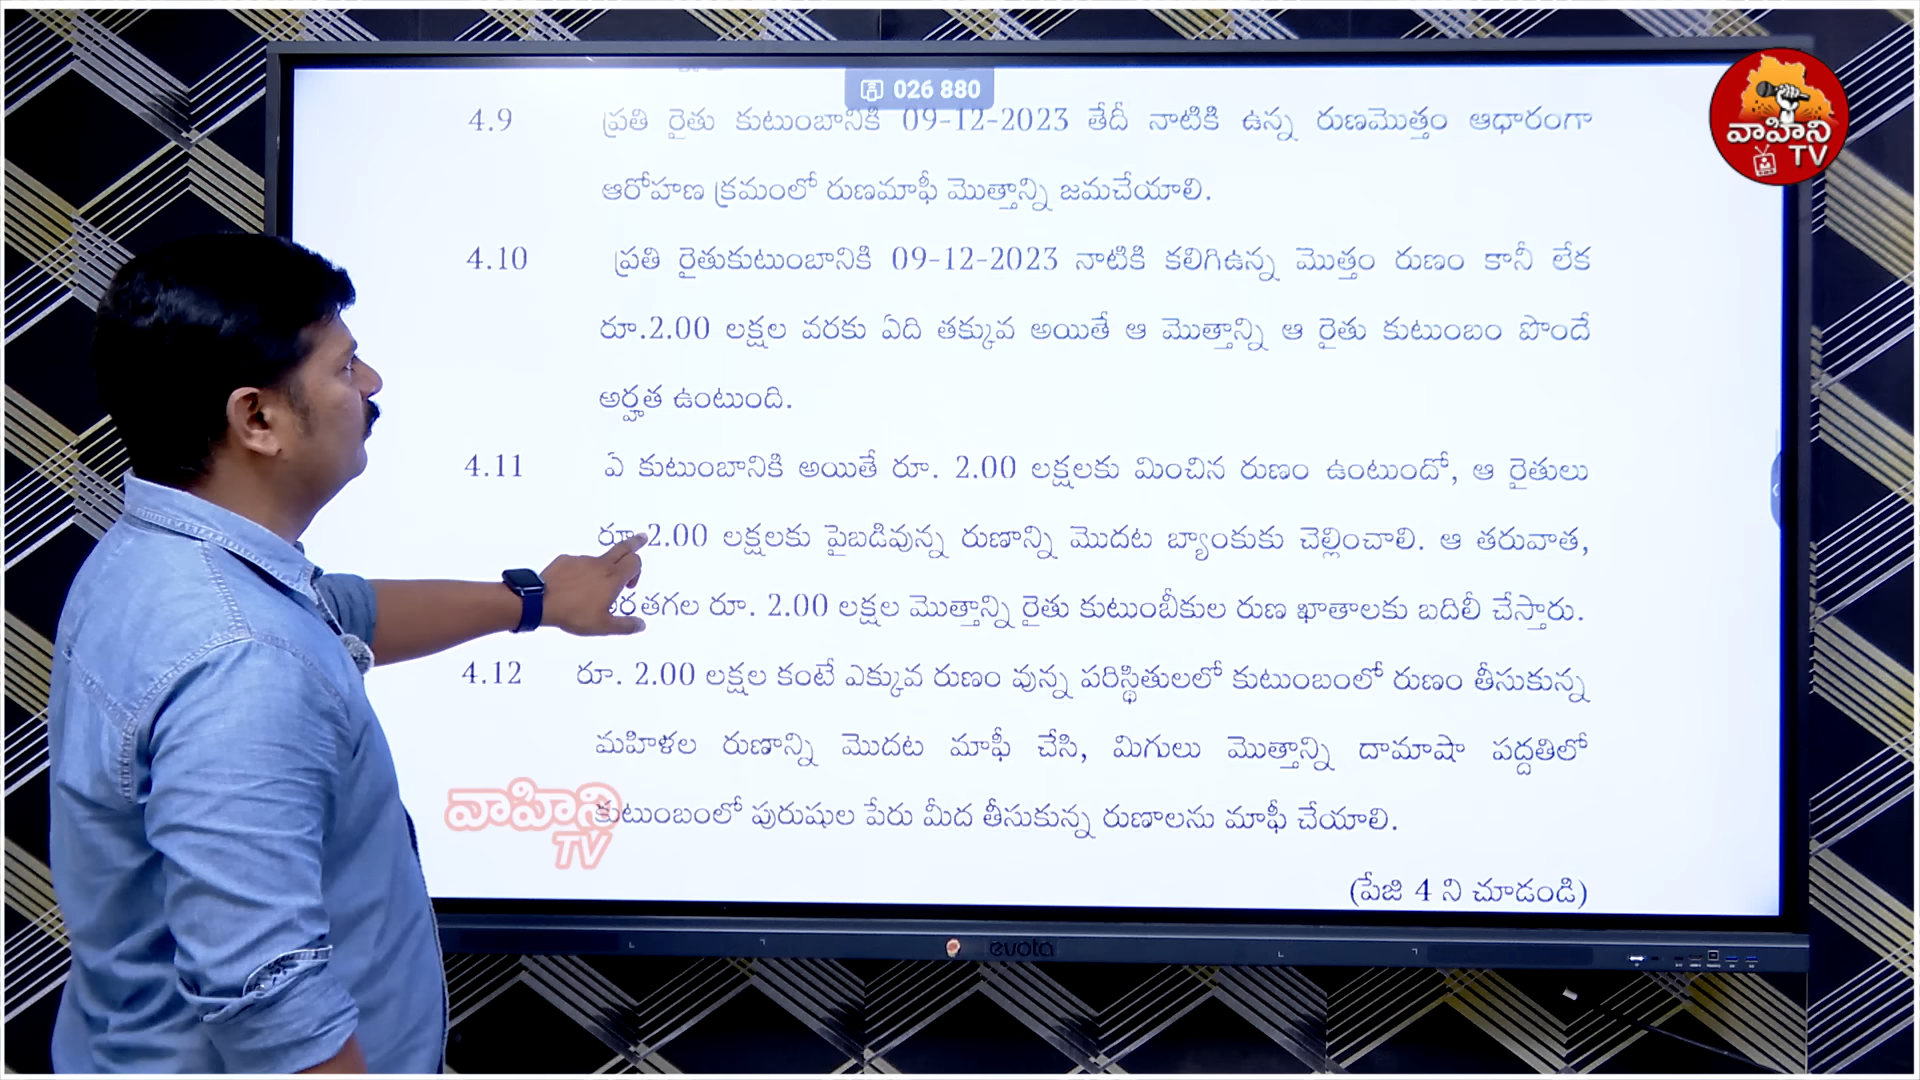 026 880
వాహిని
TV
4.9 ప్రతి రైతు కుటుంబానికి 09-12-2023 తేదీ నాటికి ఉన్న రుణమొత్తం ఆధారంగా
ఆరోహణ క్రమంలో రుణమాఫీ మొత్తాన్ని జమచేయాలి.
4.10 ప్రతి రైతుకుటుంబానికి 09-12-2023 నాటికి కలిగిఉన్న మొత్తం రుణం కానీ లేక
రూ.2.00 లక్షల వరకు ఏది తక్కువ అయితే ఆ మొత్తాన్ని ఆ రైతు కుటుంబం పొందే
అర్హత ఉంటుంది.
4.11 ఏ కుటుంబానికి అయితే రూ. 2.00 లక్షలకు మించిన రుణం ఉంటుందో, ఆ రైతులు
రూ.2.00 లక్షలకు పైబడివున్న రుణాన్ని మొదట బ్యాంకుకు చెల్లించాలి. ఆ తరువాత,
రూ. 2.00 లక్షల మొత్తాన్ని రైతు కుటుంబీకుల రుణ ఖాతాలకు బదిలీ చేస్తారు.
4.12 రూ. 2.00 లక్షల కంటే ఎక్కువ రుణం వున్న పరిస్థితులలో కుటుంబంలో రుణం తీసుకున్న
మహిళల రుణాన్ని మొదట మాఫీ చేసి, మిగులు మొత్తాన్ని దామాషా పద్దతిలో
కుటుంబంలో పురుషుల పేరు మీద తీసుకున్న రుణాలను మాఫీ చేయాలి.
వాహిని
TV
(పేజి 4 ని చూడండి)
evota